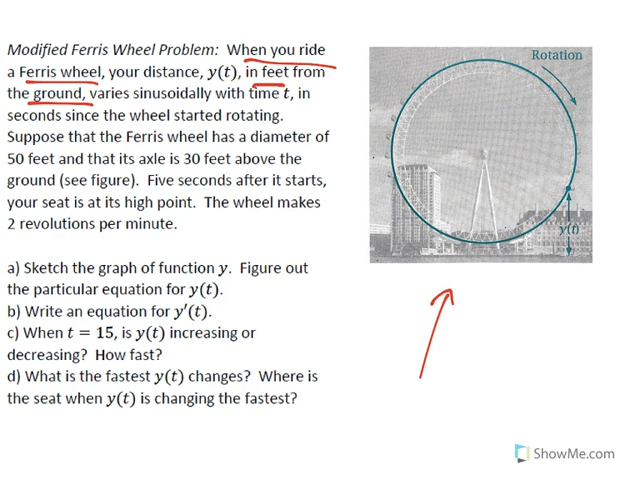 Modified Ferris Wheel Problem: When you ride
a Ferris wheel, your distance, y(t), in feet from
the ground, varies sinusoidally with time t, in
seconds since the wheel started rotating.
Suppose that the Ferris wheel has a diameter of
50 feet and that its axle is 30 feet above the
ground (see figure). Five seconds after it starts,
your seat is at its high point. The wheel makes
2 revolutions per minute.
a) Sketch the graph of function y. Figure out
the particular equation for y(t).
b) Write an equation for y′(t).
c) When t = 15, is y(t) increasing or
decreasing? How fast?
d) What is the fastest y(t) changes? Where is
the seat when y(t) is changing the fastest?
Rotation
y(t)
ShowMe.com